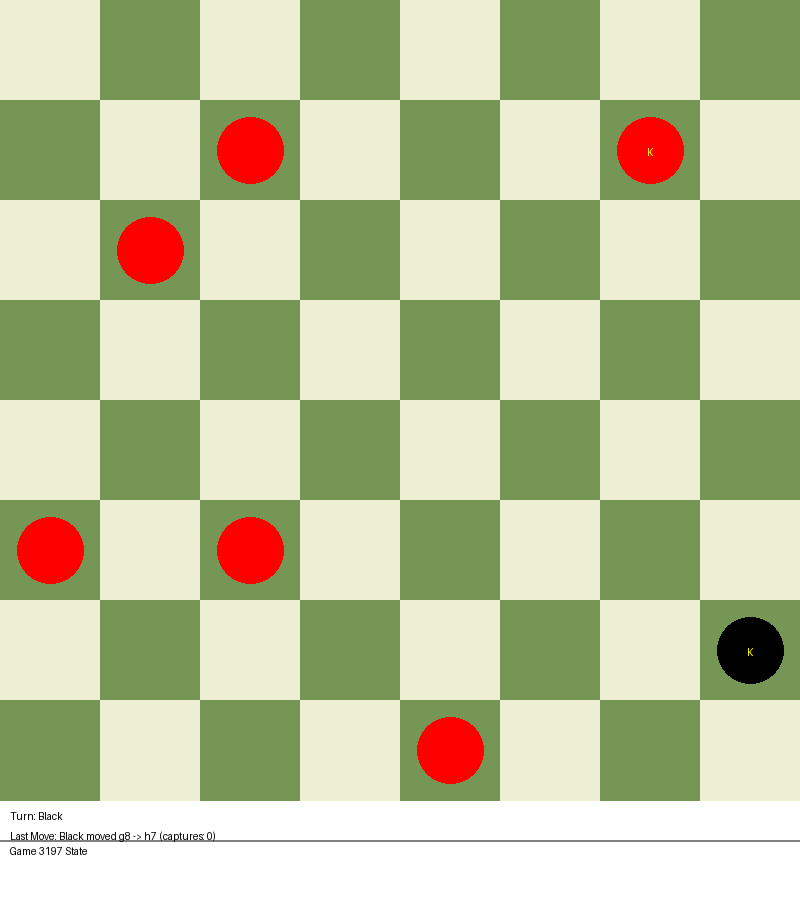 K
K
Turn: Black
Last Move: Black moved g8 -> h7 (captures: 0)
Game 3197 State